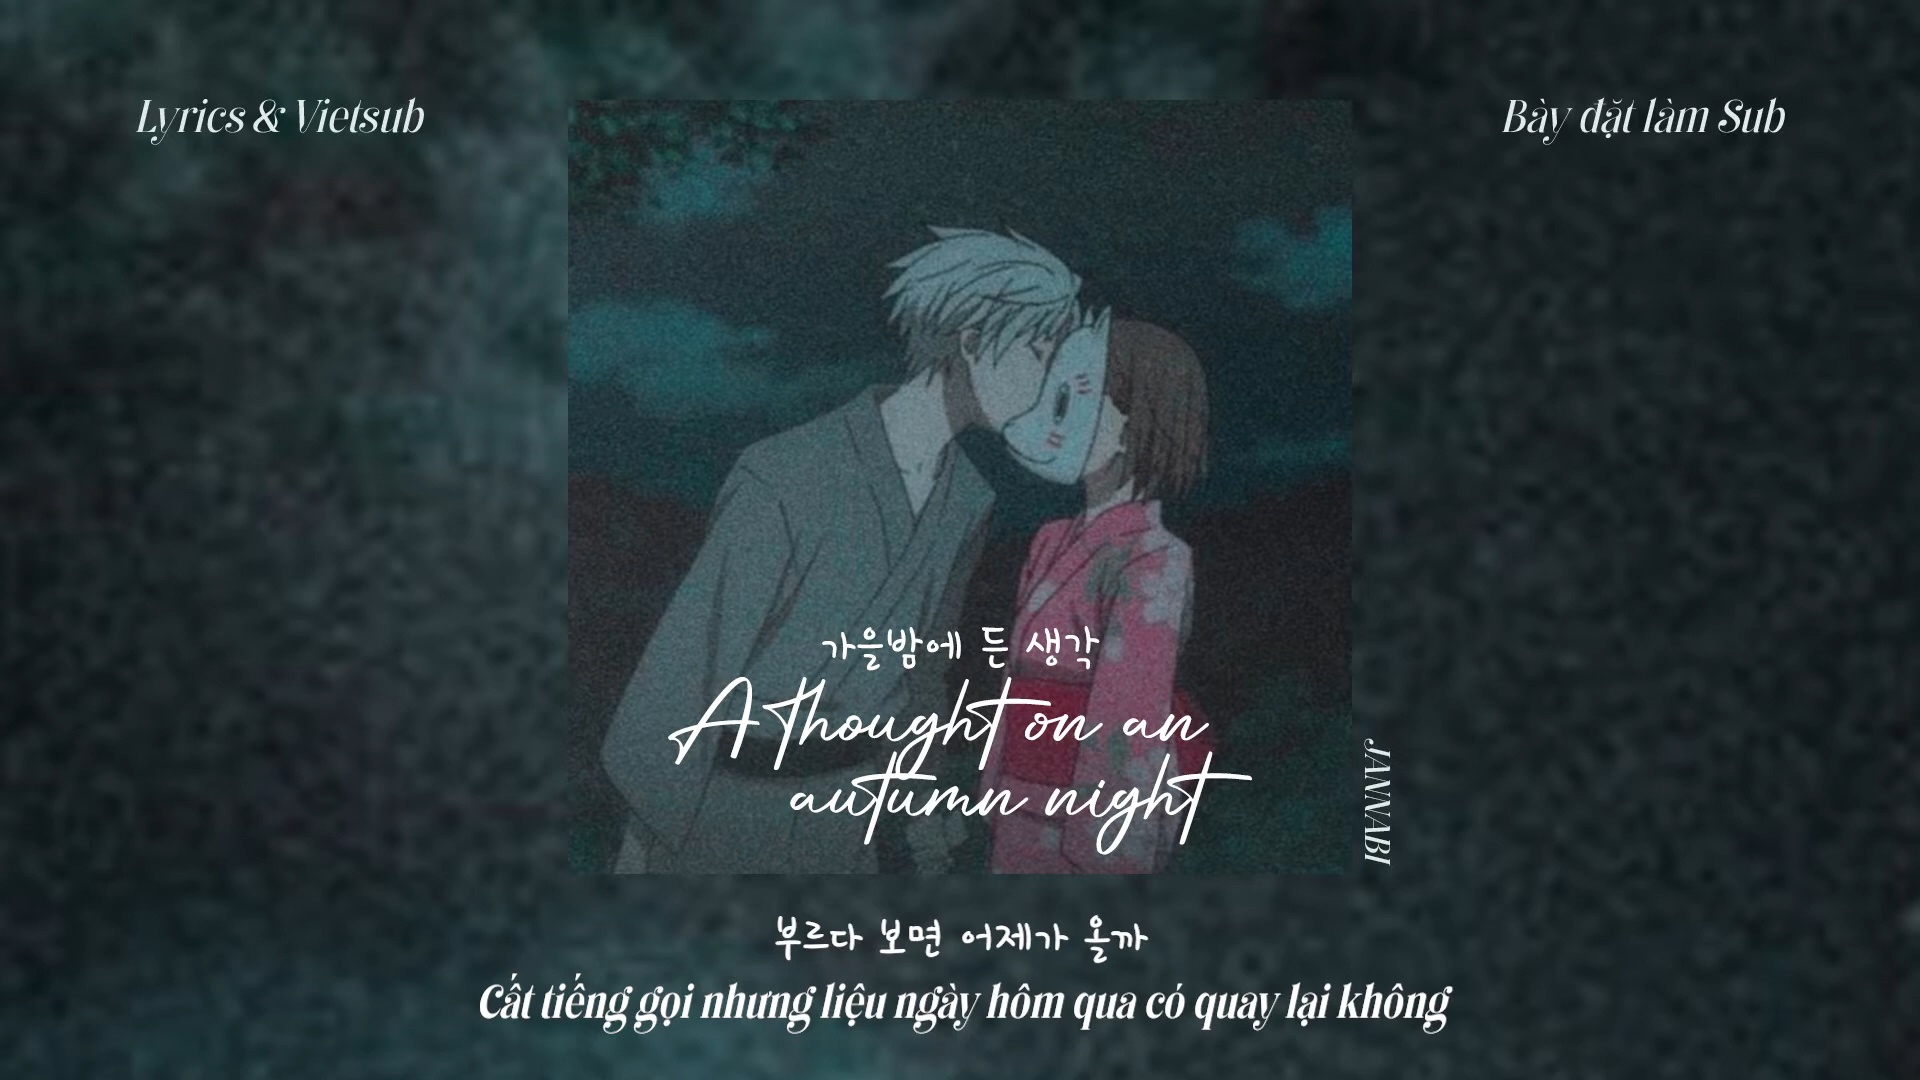 Lyrics & Vietsub
Bày đặt làm Sub
가을밤에 든 생각
A thought on an
autumn night
JANNABI
부르다 보면 어제가 올까
Cất tiếng gọi nhưng liệu ngày hôm qua có quay lại không